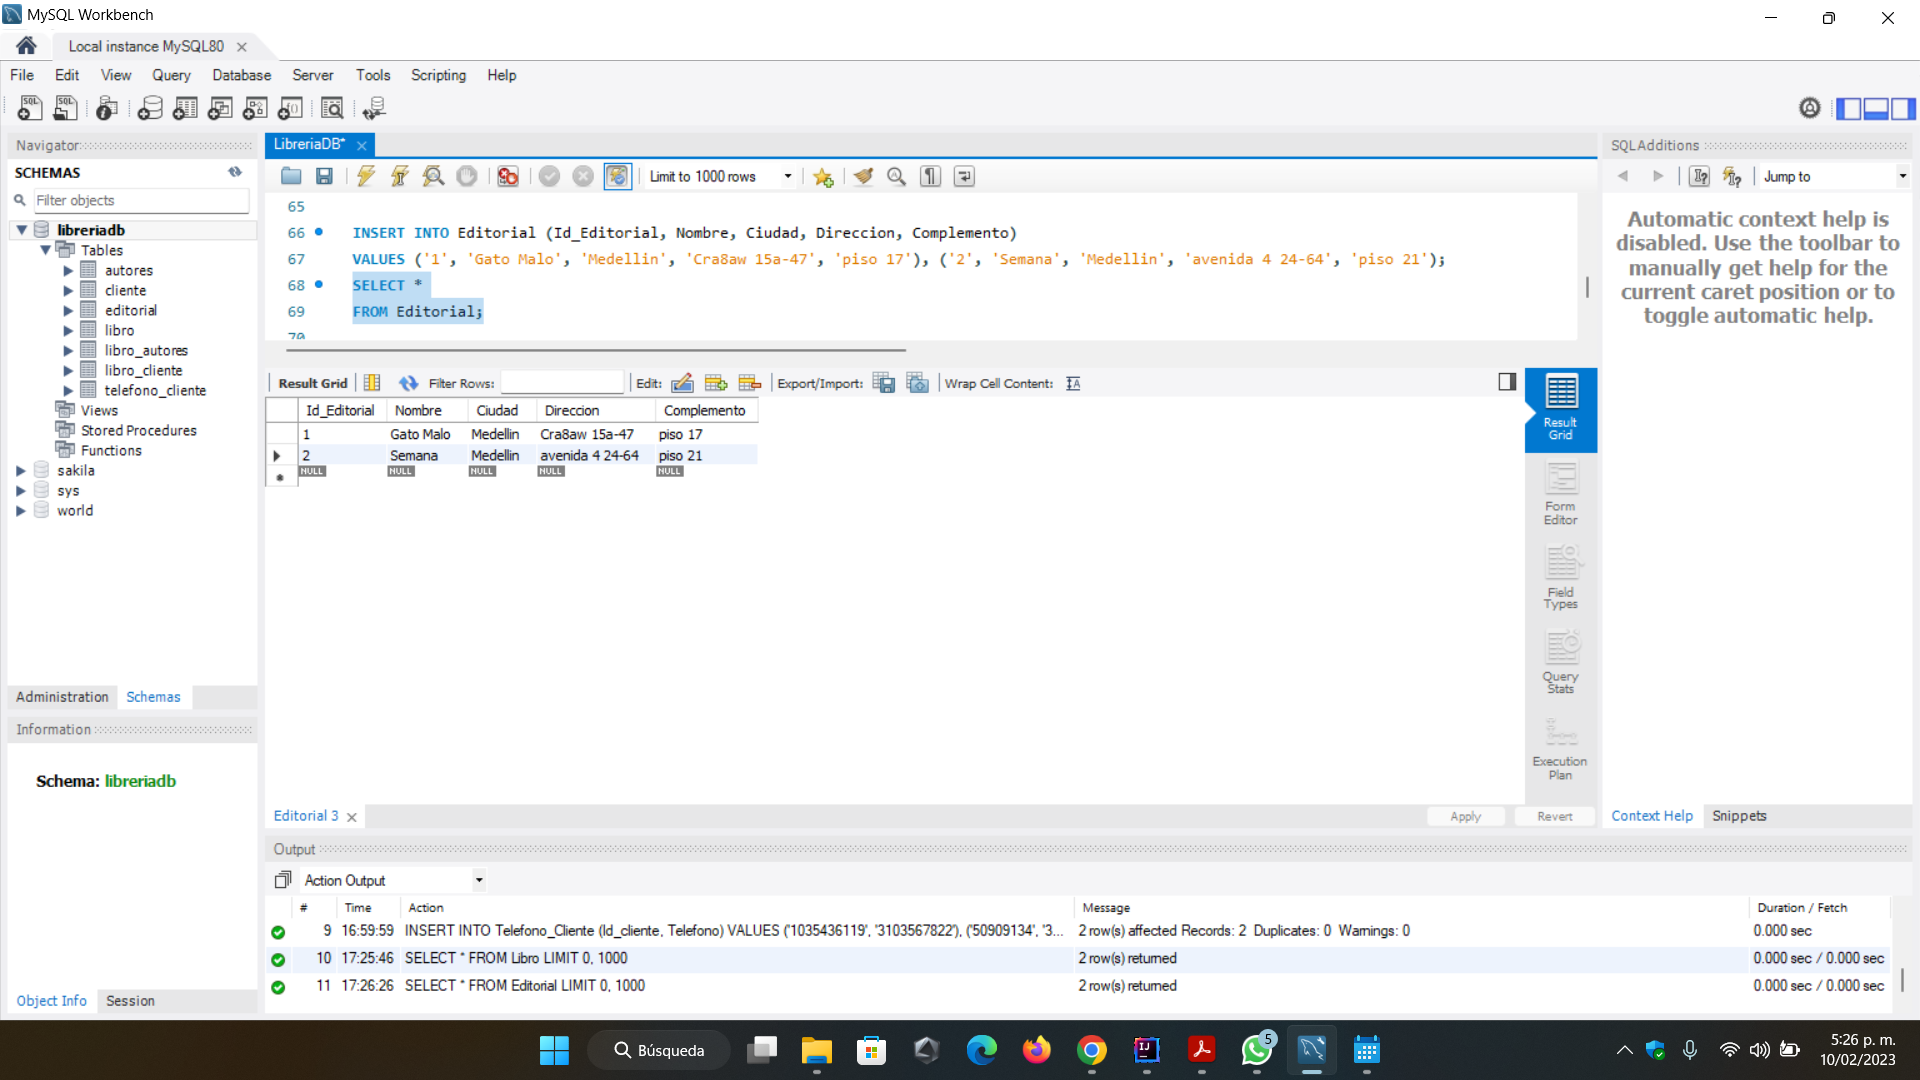 MySQL Workbench
Local instance MySQL80
File Edit View Query Database Server Tools Scripting Help
Navigator
SCHEMAS
Filter objects
libreriadb
Tables
autores
cliente
editorial
libro
libro_autores
libro_cliente
telefono_cliente
Views
Stored Procedures
Functions
sakila
sys
world
Administration Schemas
Information
Schema: libreriadb
Object Info Session
LibreriaDB*
Limit to 1000 rows
65
66 INSERT INTO Editorial (Id_Editorial, Nombre, Ciudad, Direccion, Complemento)
67 VALUES ('1', 'Gato Malo', 'Medellin', 'Cra8aw 15a-47', 'piso 17'), ('2', 'Semana', 'Medellin', 'avenida 4 24-64', 'piso 21');
68 SELECT *
69 FROM Editorial;
70
Result Grid Filter Rows: Edit: Export/Import: Wrap Cell Content:
Id_Editorial Nombre Ciudad Direccion Complemento
1 Gato Malo Medellin Cra8aw 15a-47 piso 17
2 Semana Medellin avenida 4 24-64 piso 21
NULL NULL NULL NULL NULL
Result Grid
Form Editor
Field Types
Query Stats
Execution Plan
Editorial 3
Apply Revert
SQLAdditions
Jump to
Automatic context help is
disabled. Use the toolbar to
manually get help for the
current caret position or to
toggle automatic help.
Context Help Snippets
Output
Action Output
# Time Action Message Duration / Fetch
9 16:59:59 INSERT INTO Telefono_Cliente (Id_cliente, Telefono) VALUES ('1035436119', '3103567822'), ('50909134', '3... 2 row(s) affected Records: 2 Duplicates: 0 Warnings: 0 0.000 sec
10 17:25:46 SELECT * FROM Libro LIMIT 0, 1000 2 row(s) returned 0.000 sec / 0.000 sec
11 17:26:26 SELECT * FROM Editorial LIMIT 0, 1000 2 row(s) returned 0.000 sec / 0.000 sec
Búsqueda
5
5:26 p. m.
10/02/2023